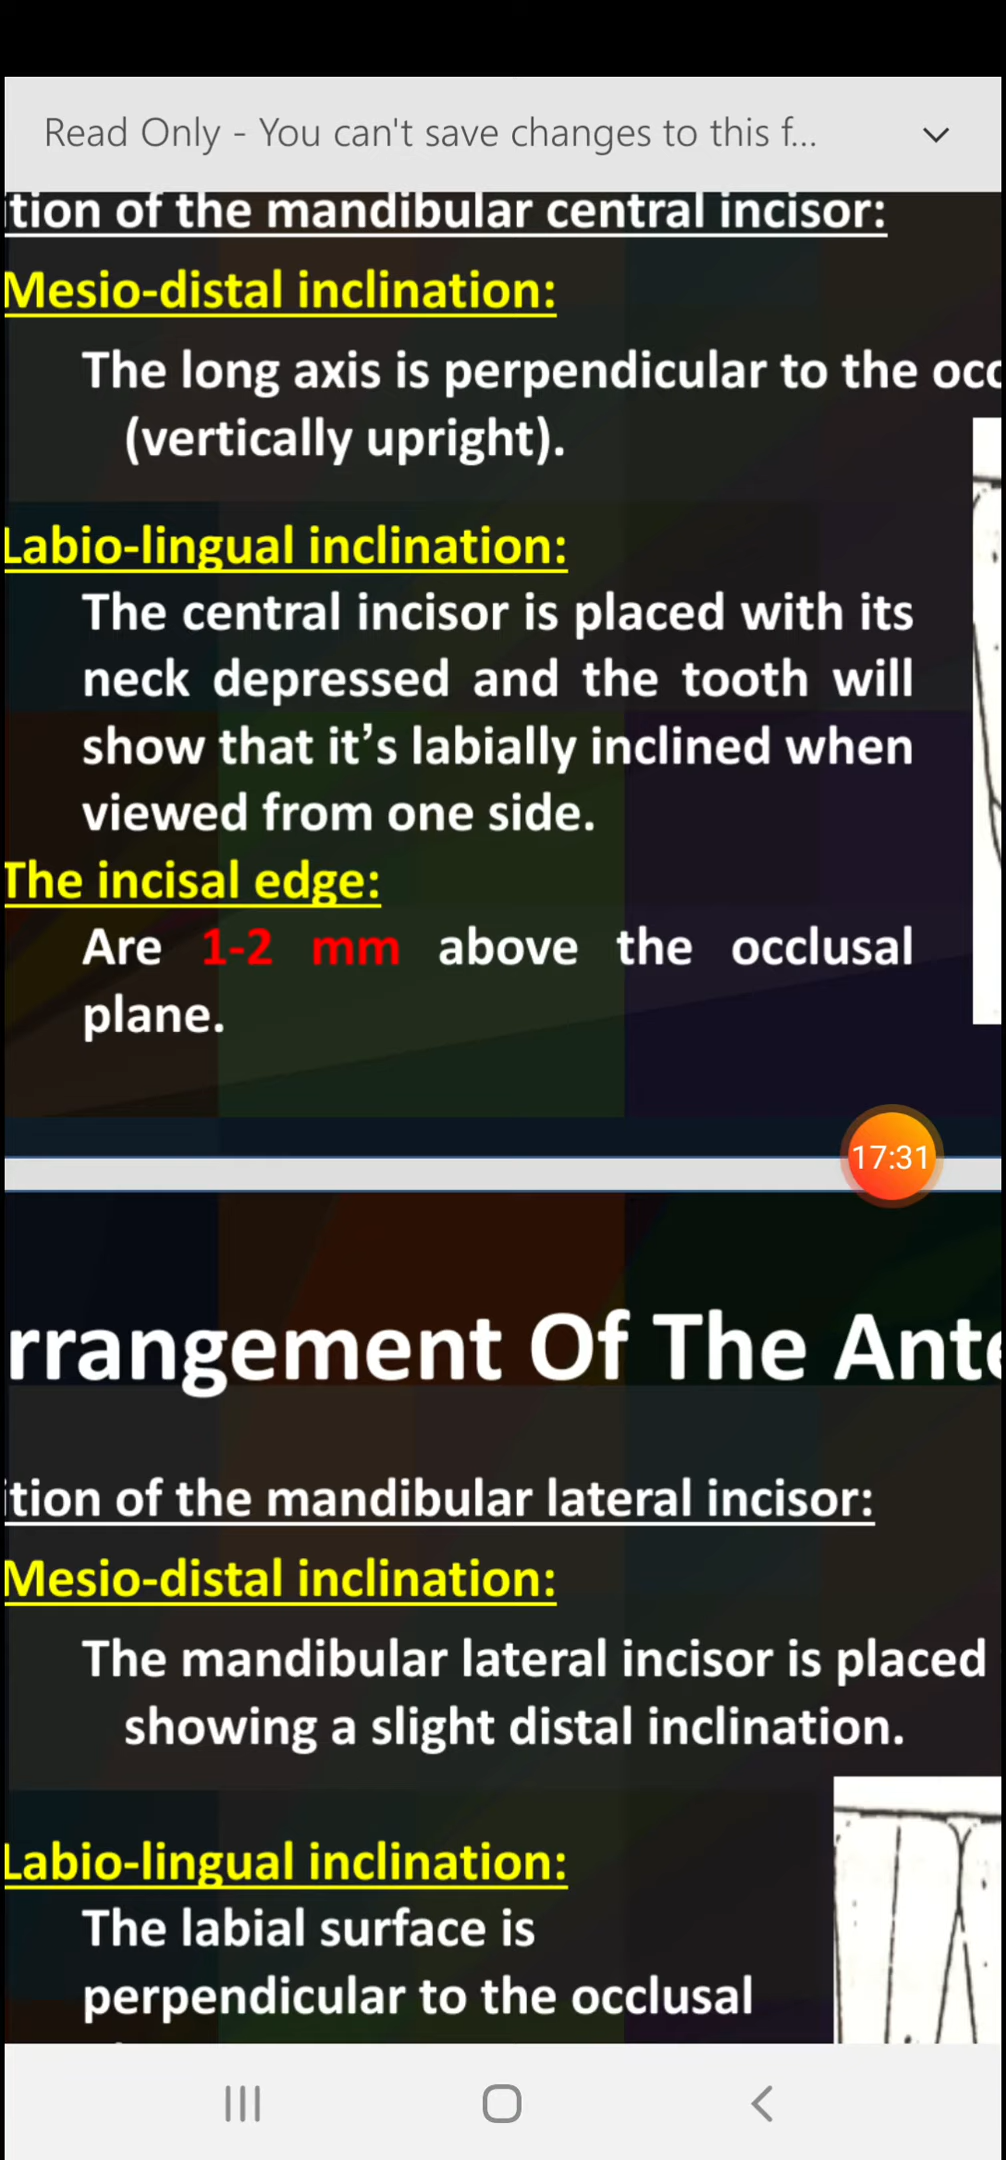 Read Only - You can't save changes to this f...
tion of the mandibular central incisor:
Mesio-distal inclination:
The long axis is perpendicular to the occ
(vertically upright).
Labio-lingual inclination:
The central incisor is placed with its
neck depressed and the tooth will
show that it’s labially inclined when
viewed from one side.
The incisal edge:
Are 1-2 mm above the occlusal
plane.
17:31
rrangement Of The Ante
ition of the mandibular lateral incisor:
Mesio-distal inclination:
The mandibular lateral incisor is placed
showing a slight distal inclination.
Labio-lingual inclination:
The labial surface is
perpendicular to the occlusal